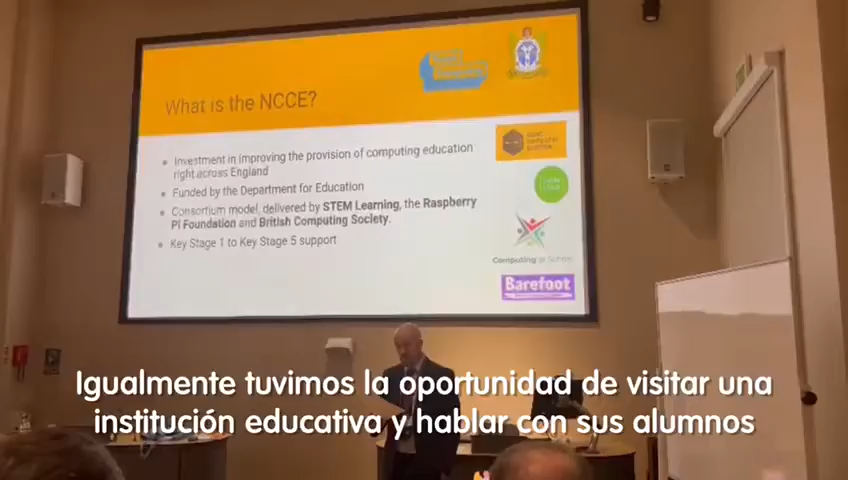 What is the NCCE?
Investment in improving the provision of computing education
right across England
Funded by the Department for Education
Consortium model, delivered by STEM Learning, the Raspberry
Pi Foundation and British Computing Society.
Key Stage 1 to Key Stage 5 support
Computing at School
Barefoot
Igualmente tuvimos la oportunidad de visitar una
institución educativa y hablar con sus alumnos